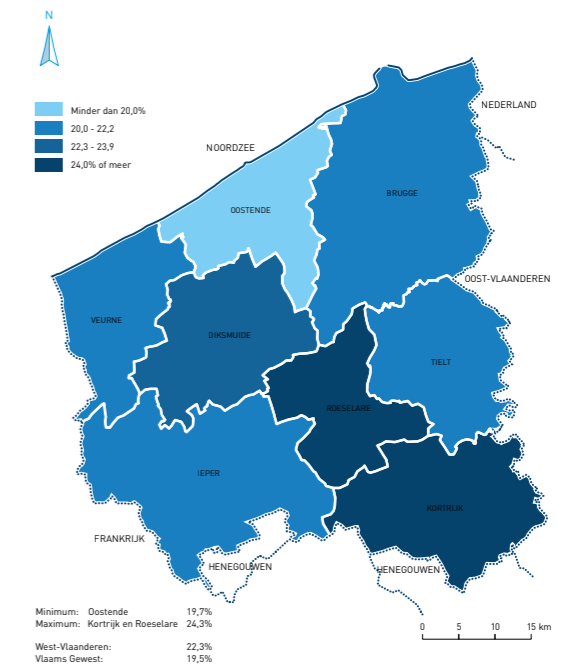 N
Minder dan 20,0%
20,0 - 22,2
22,3 - 23,9
24,0% of meer
NOORDZEE
NEDERLAND
BRUGGE
OOSTENDE
OOST-VLAANDEREN
VEURNE
DIKSMUIDE
TIELT
ROESELARE
IEPER
KORTRIJK
FRANKRIJK
HENEGOUWEN
HENEGOUWEN
Minimum: Oostende 19,7%
Maximum: Kortrijk en Roeselare 24,3%
West-Vlaanderen: 22,3%
Vlaams Gewest: 19,5%
0 5 10 15 km